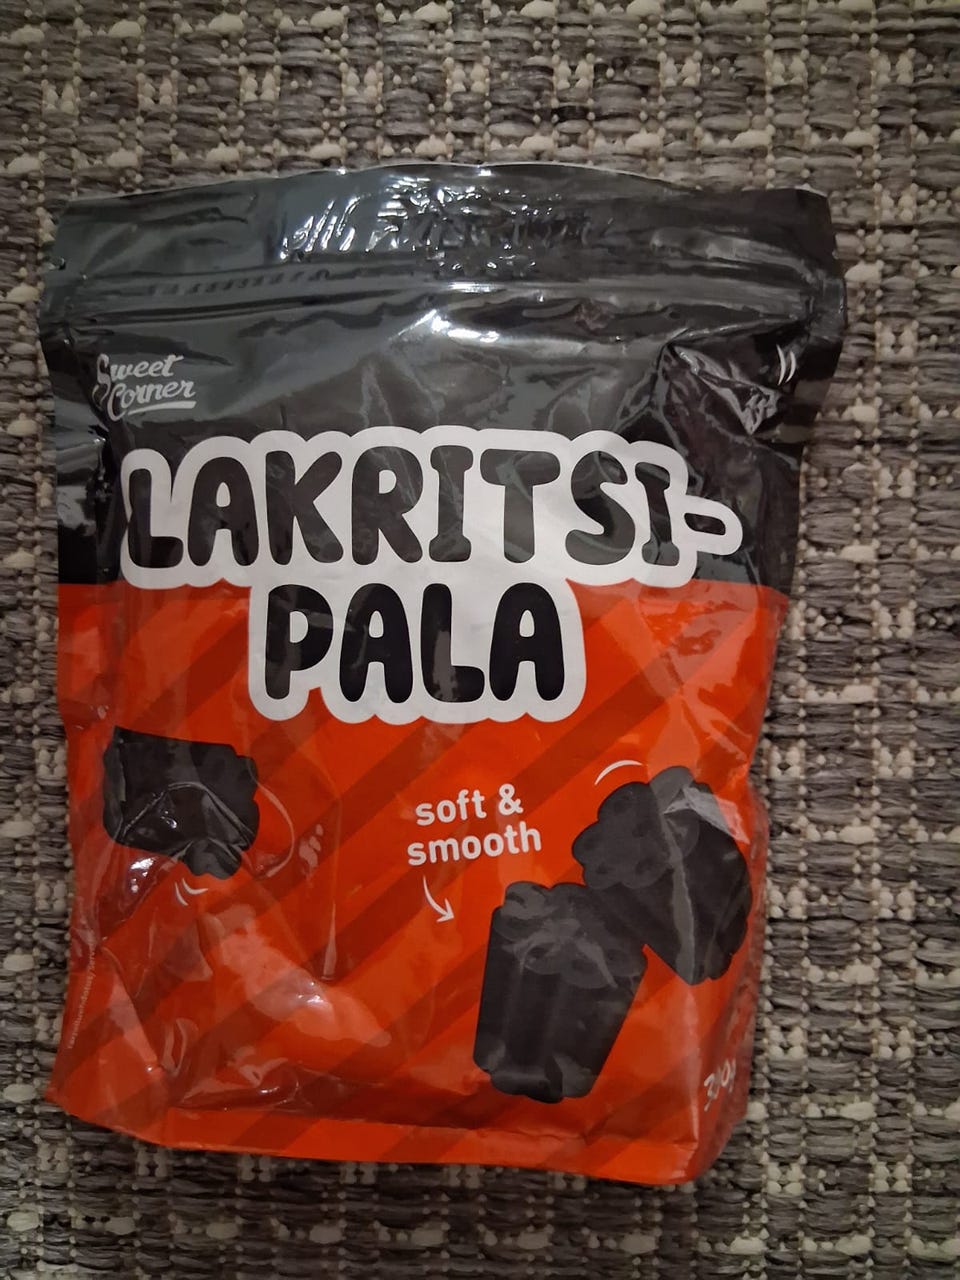 Sweet
Corner
LAKRITSI-
PALA
soft &
smooth